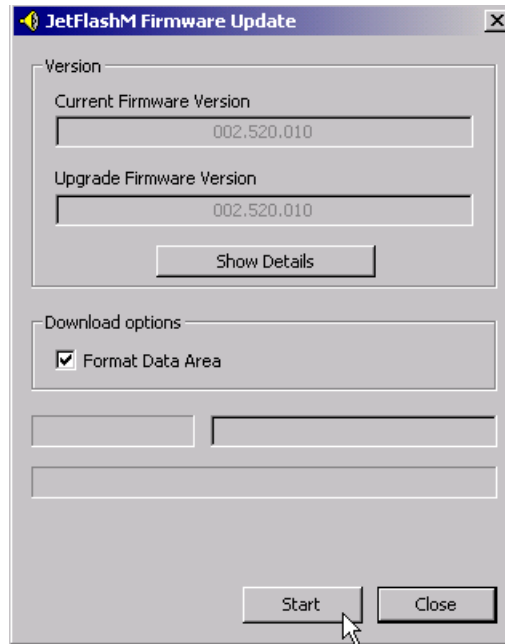 JetFlashM Firmware Update
Version
Current Firmware Version
002.520.010
Upgrade Firmware Version
002.520.010
Show Details
Download options
Format Data Area
Start Close